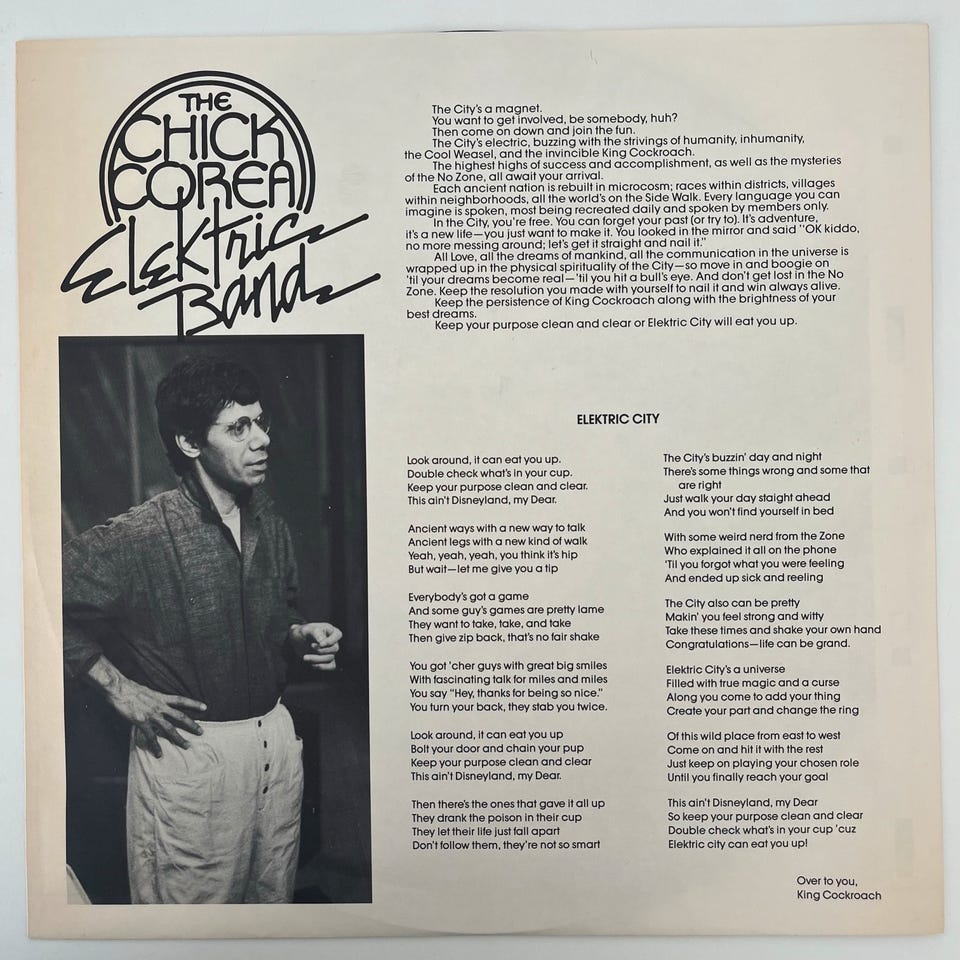 THE
CHICK
COREA
Elektric
Band
The City's a magnet.
You want to get involved, be somebody, huh?
Then come on down and join the fun.
The City's electric, buzzing with the strivings of humanity, inhumanity,
the Cool Weasel, and the invincible King Cockroach.
The highest highs of success and accomplishment, as well as the mysteries
of the No Zone, all await your arrival.
Each ancient nation is rebuilt in microcosm; races within districts, villages
within neighborhoods, all the world's on the Side Walk. Every language you can
imagine is spoken, most being recreated daily and spoken by members only.
In the City, you're free. You can forget your past (or try to). It's adventure,
it's a new life—you just want to make it. You looked in the mirror and said "OK kiddo,
no more messing around; let's get it straight and nail it."
All Love, all the dreams of mankind, all the communication in the universe is
wrapped up in the physical spirituality of the City—so move in and boogie on
'til your dreams become real—'til you hit a bull's eye. And don't get lost in the No
Zone. Keep the resolution you made with yourself to nail it and win always alive.
Keep the persistence of King Cockroach along with the brightness of your
best dreams.
Keep your purpose clean and clear or Elektric City will eat you up.
ELEKTRIC CITY
Look around, it can eat you up.
Double check what's in your cup.
Keep your purpose clean and clear.
This ain't Disneyland, my Dear.
Ancient ways with a new way to talk
Ancient legs with a new kind of walk
Yeah, yeah, yeah, you think it's hip
But wait—let me give you a tip
Everybody's got a game
And some guy's games are pretty lame
They want to take, take, and take
Then give zip back, that's no fair shake
You got 'cher guys with great big smiles
With fascinating talk for miles and miles
You say "Hey, thanks for being so nice."
You turn your back, they stab you twice.
Look around, it can eat you up
Bolt your door and chain your pup
Keep your purpose clean and clear
This ain't Disneyland, my Dear.
Then there's the ones that gave it all up
They drank the poison in their cup
They let their life just fall apart
Don't follow them, they're not so smart
The City's buzzin' day and night
There's some things wrong and some that
are right
Just walk your day staight ahead
And you won't find yourself in bed
With some weird nerd from the Zone
Who explained it all on the phone
'Til you forgot what you were feeling
And ended up sick and reeling
The City also can be pretty
Makin' you feel strong and witty
Take these times and shake your own hand
Congratulations—life can be grand.
Elektric City's a universe
Filled with true magic and a curse
Along you come to add your thing
Create your part and change the ring
Of this wild place from east to west
Come on and hit it with the rest
Just keep on playing your chosen role
Until you finally reach your goal
This ain't Disneyland, my Dear
So keep your purpose clean and clear
Double check what's in your cup 'cuz
Elektric city can eat you up!
Over to you,
King Cockroach